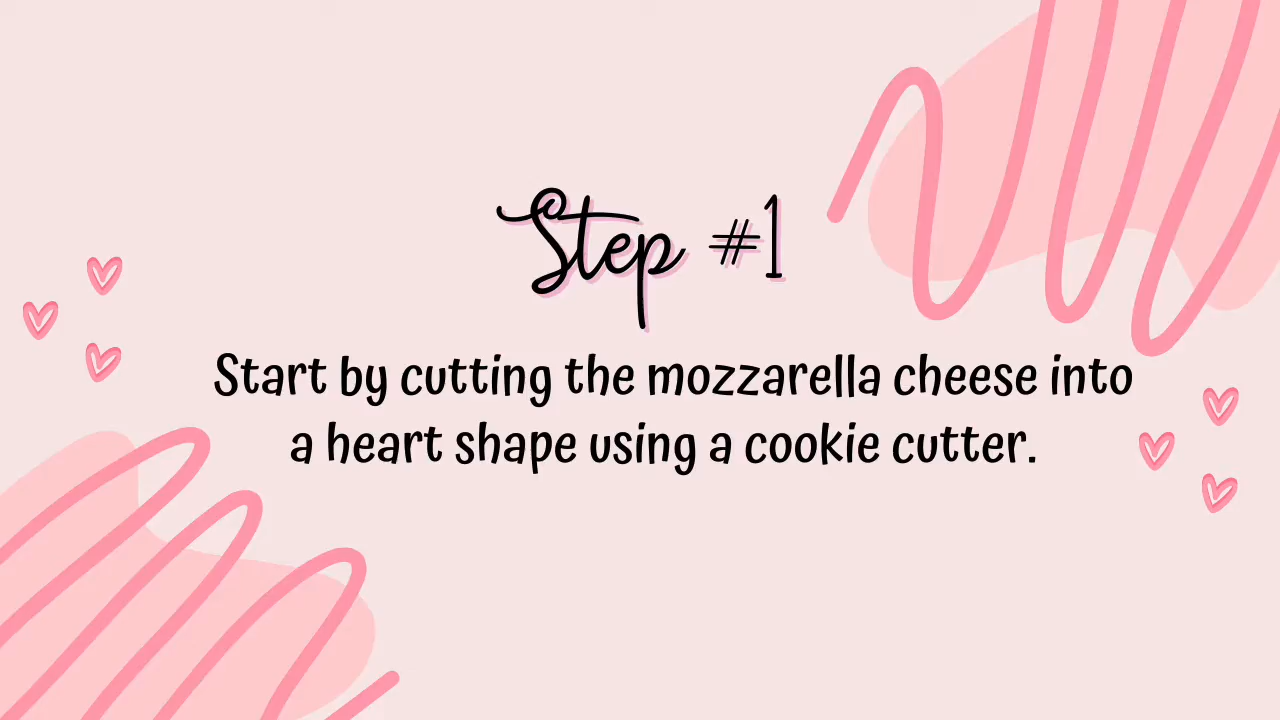 Step #1
Start by cutting the mozzarella cheese into
a heart shape using a cookie cutter.